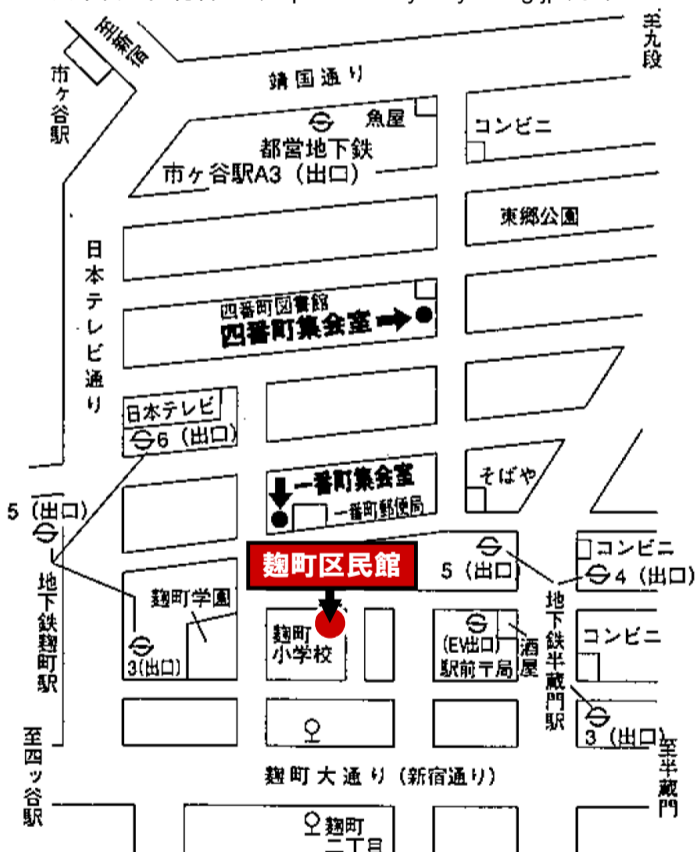 至新宿
至九段
市ヶ谷駅
靖国通り
魚屋
コンビニ
都営地下鉄
市ヶ谷駅A3(出口)
東郷公園
日本テレビ通り
四番町図書館
四番町集会室
日本テレビ
6(出口)
一番町集会室
一番町郵便局
そばや
5(出口)
麹町区民館
5(出口)
コンビニ
4(出口)
地下鉄麹町駅
麹町学園
3(出口)
麹町
小学校
(EV出口)
駅前〒局
酒屋
地下鉄半蔵門駅
コンビニ
3(出口)
至四ッ谷駅
麹町大通り(新宿通り)
至半蔵門
麹町
二丁目